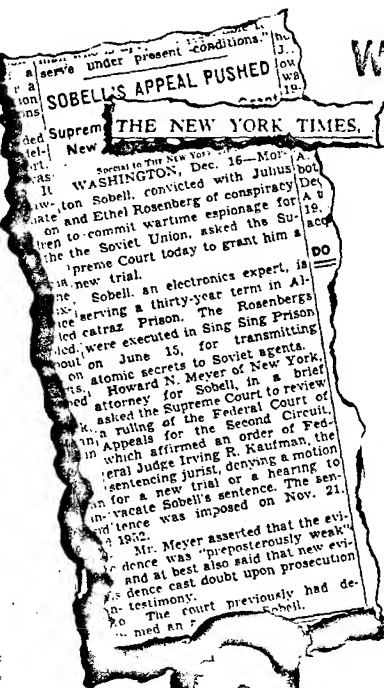 serve under present conditions."
SOBELL'S APPEAL PUSHED
Suprem
THE NEW YORK TIMES,
New
Special to THE NEW YORK
WASHINGTON, Dec. 16—Mor-
ton Sobell, convicted with Julius
and Ethel Rosenberg of conspiracy
to commit wartime espionage for
the Soviet Union, asked the Su-
preme Court today to grant him a
new trial.
Sobell, an electronics expert, is
serving a thirty-year term in Al-
catraz Prison. The Rosenbergs
were executed in Sing Sing Prison
on June 15, for transmitting
atomic secrets to Soviet agents.
Howard N. Meyer of New York,
attorney for Sobell, in a brief
asked the Supreme Court to review
a ruling of the Federal Court of
Appeals for the Second Circuit,
which affirmed an order of Fed-
eral Judge Irving R. Kaufman, the
sentencing jurist, denying a motion
for a new trial or a hearing to
vacate Sobell's sentence. The sen-
tence was imposed on Nov. 21,
1952.
Mr. Meyer asserted that the evi-
dence was "preposterously weak"
and at best also said that new evi-
dence cast doubt upon prosecution
testimony.
The court previously had de-
nied an Sobell.
DO
W